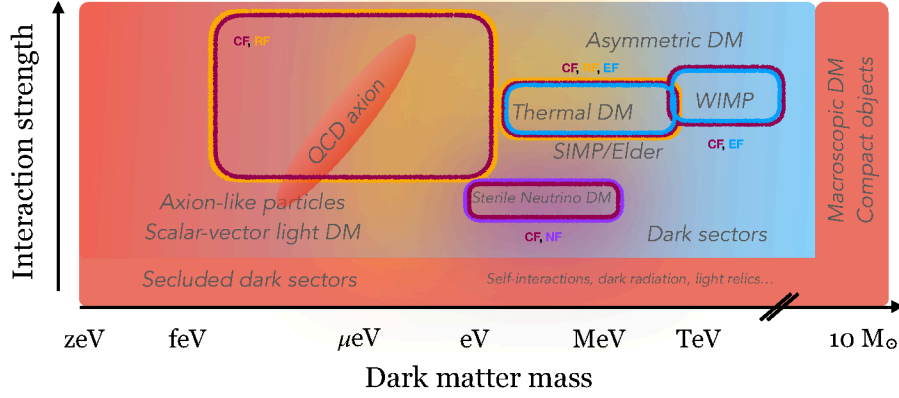 Interaction strength
CF, RF
QCD axion
Asymmetric DM
CF, RF, EF
Thermal DM
WIMP
CF, EF
SIMP/Elder
Sterile Neutrino DM
CF, NF
Axion-like particles
Scalar-vector light DM
Dark sectors
Macroscopic DM
Compact objects
Secluded dark sectors
Self-interactions, dark radiation, light relics...
zeV feV μeV eV MeV TeV 10 M☉
Dark matter mass